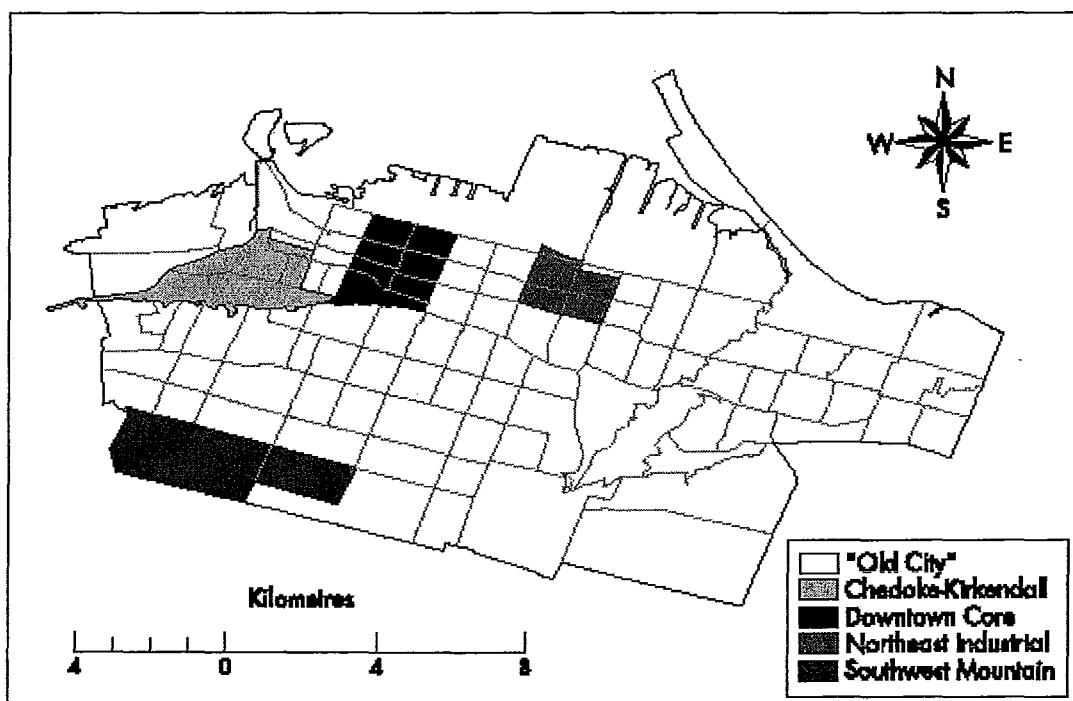 N
W E
S
"Old City"
Chedoke-Kirkendall
Downtown Core
Northeast Industrial
Southwest Mountain
Kilometres
4 0 4 8